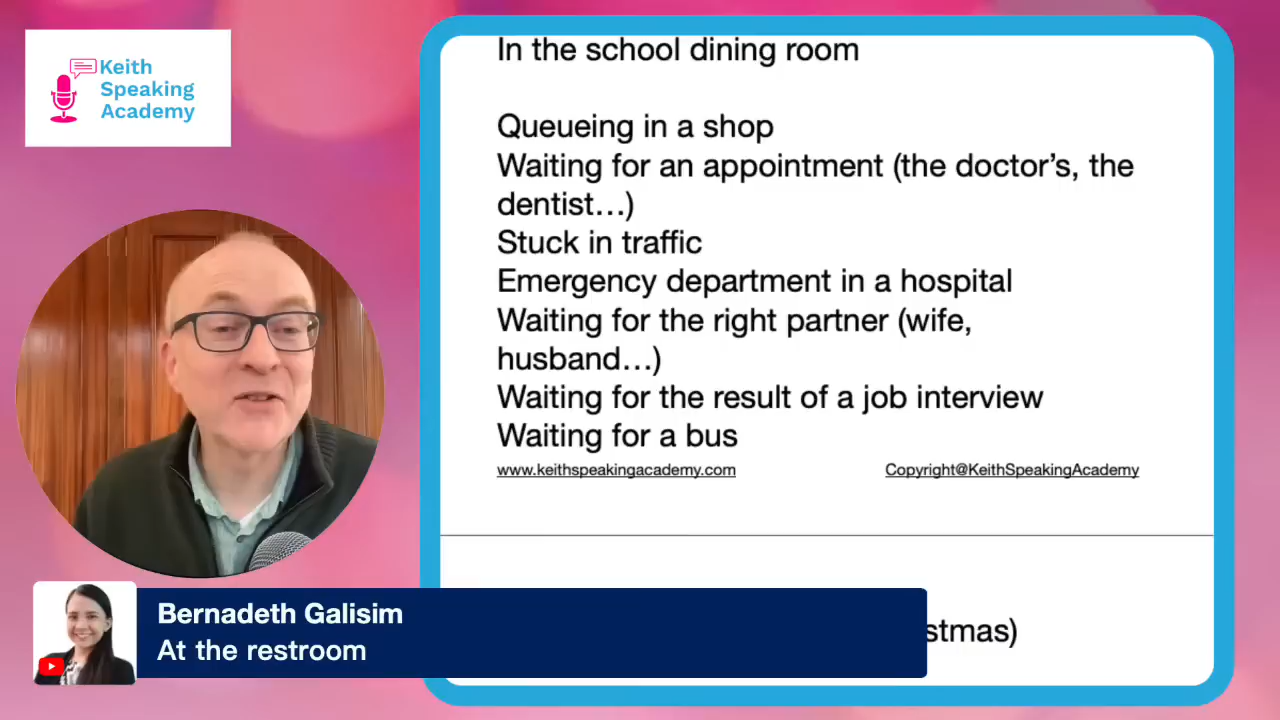 Keith
Speaking
Academy
In the school dining room
Queueing in a shop
Waiting for an appointment (the doctor's, the
dentist...)
Stuck in traffic
Emergency department in a hospital
Waiting for the right partner (wife,
husband...)
Waiting for the result of a job interview
Waiting for a bus
www.keithspeakingacademy.com
Copyright@KeithSpeakingAcademy
stmas)
Bernadeth Galisim
At the restroom